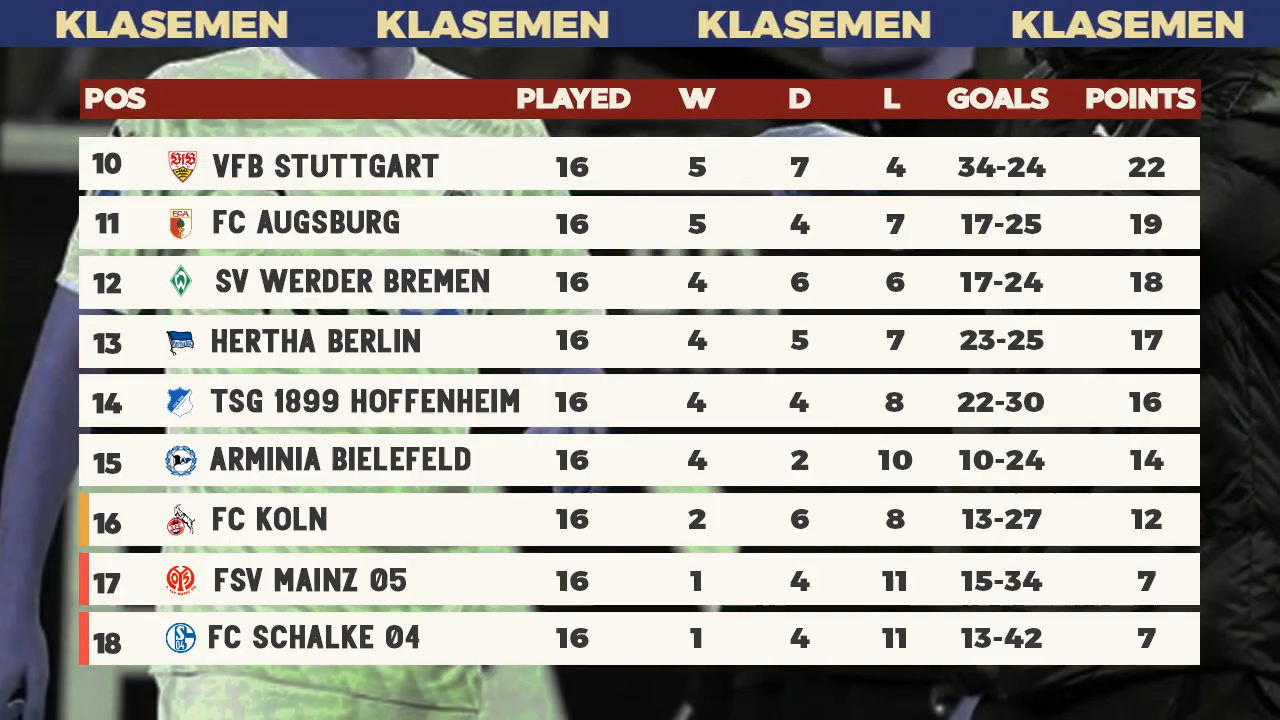 KLASEMEN KLASEMEN KLASEMEN KLASEMEN
POS PLAYED W D L GOALS POINTS
10 VFB STUTTGART 16 5 7 4 34-24 22
11 FC AUGSBURG 16 5 4 7 17-25 19
12 SV WERDER BREMEN 16 4 6 6 17-24 18
13 HERTHA BERLIN 16 4 5 7 23-25 17
14 TSG 1899 HOFFENHEIM 16 4 4 8 22-30 16
15 ARMINIA BIELEFELD 16 4 2 10 10-24 14
16 FC KOLN 16 2 6 8 13-27 12
17 FSV MAINZ 05 16 1 4 11 15-34 7
18 FC SCHALKE 04 16 1 4 11 13-42 7